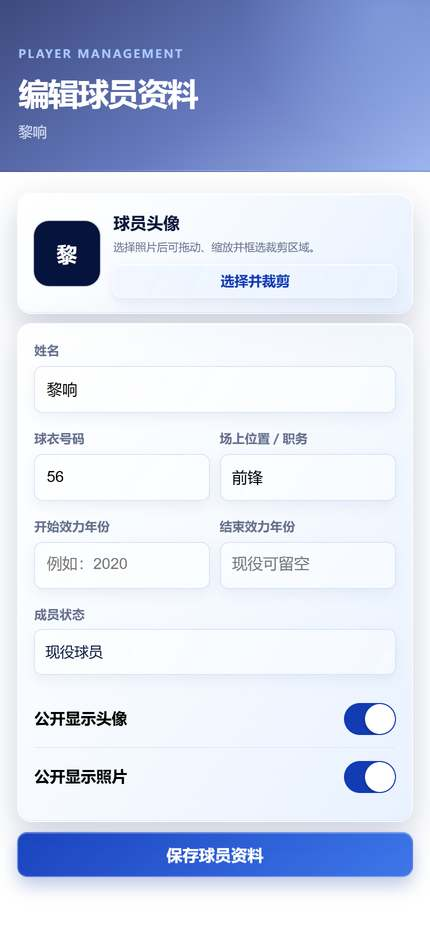 PLAYER MANAGEMENT
编辑球员资料
黎响
黎
球员头像
选择照片后可拖动、缩放并框选裁剪区域。
选择并裁剪
姓名
黎响
球衣号码
场上位置 / 职务
56
前锋
开始效力年份
结束效力年份
例如：2020
现役可留空
成员状态
现役球员
公开显示头像
公开显示照片
保存球员资料